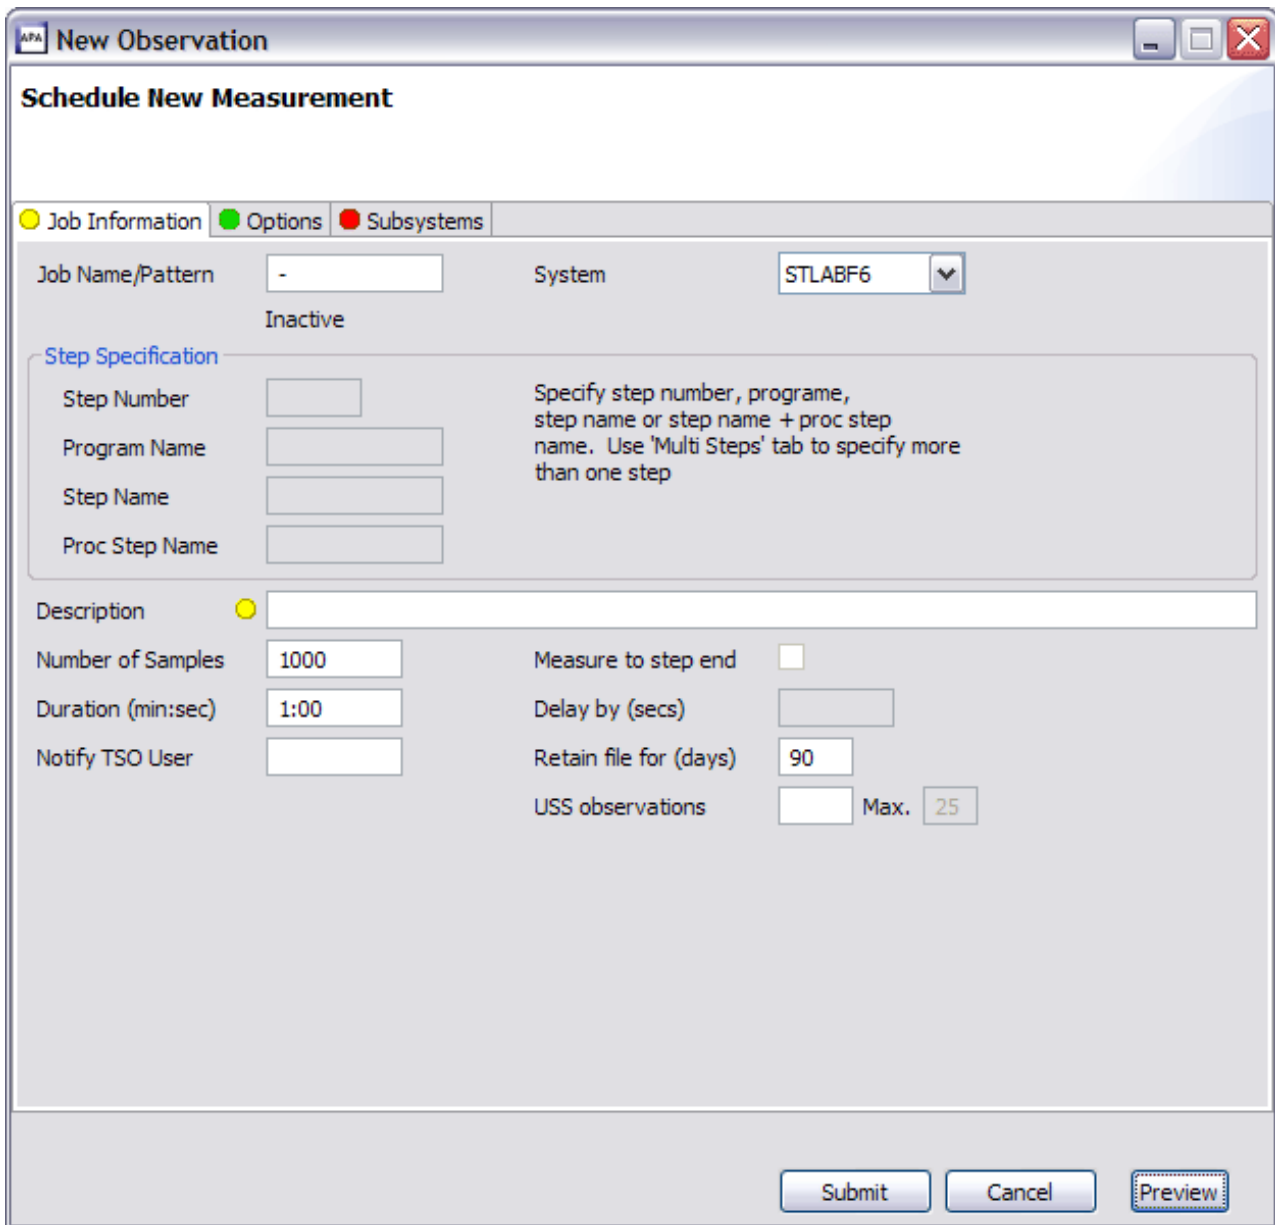 APA New Observation
Schedule New Measurement
Job Information Options Subsystems
Job Name/Pattern - System STLABF6
Inactive
Step Specification
Step Number
Program Name
Step Name
Proc Step Name
Specify step number, programe,
step name or step name + proc step
name. Use 'Multi Steps' tab to specify more
than one step
Description
Number of Samples 1000 Measure to step end
Duration (min:sec) 1:00 Delay by (secs)
Notify TSO User Retain file for (days) 90
USS observations Max. 25
Submit Cancel Preview